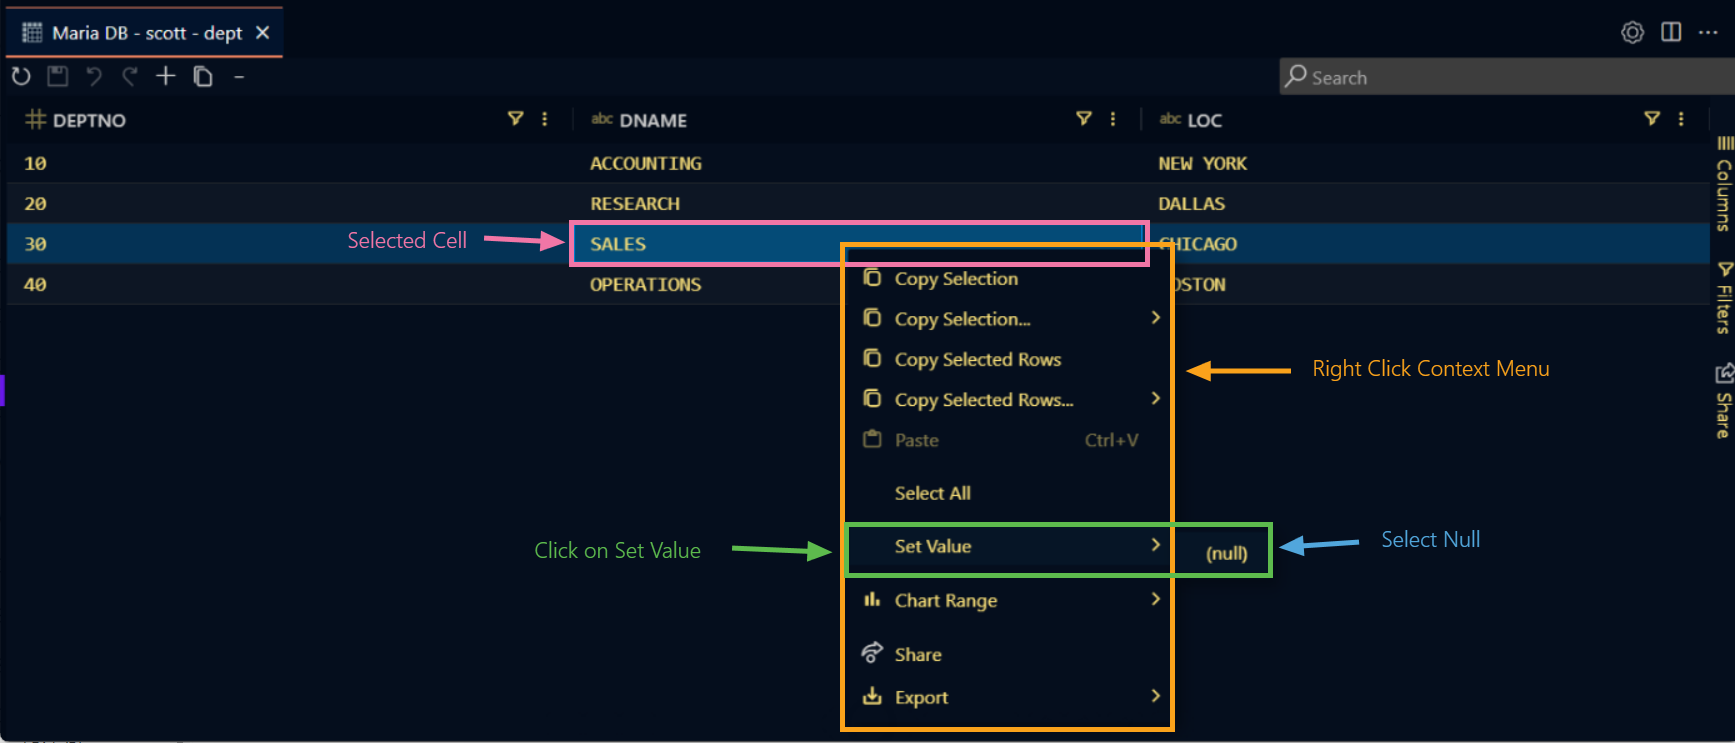 Maria DB - scott - dept
Search
DEPTNO
abc DNAME
abc LOC
10 ACCOUNTING NEW YORK
20 RESEARCH DALLAS
Selected Cell
30 SALES CHICAGO
40 OPERATIONS OSTON
Copy Selection
Copy Selection...
Copy Selected Rows
Right Click Context Menu
Copy Selected Rows...
Paste Ctrl+V
Select All
Click on Set Value
Set Value
(null)
Select Null
Chart Range
Share
Export
Columns
Filters
Share